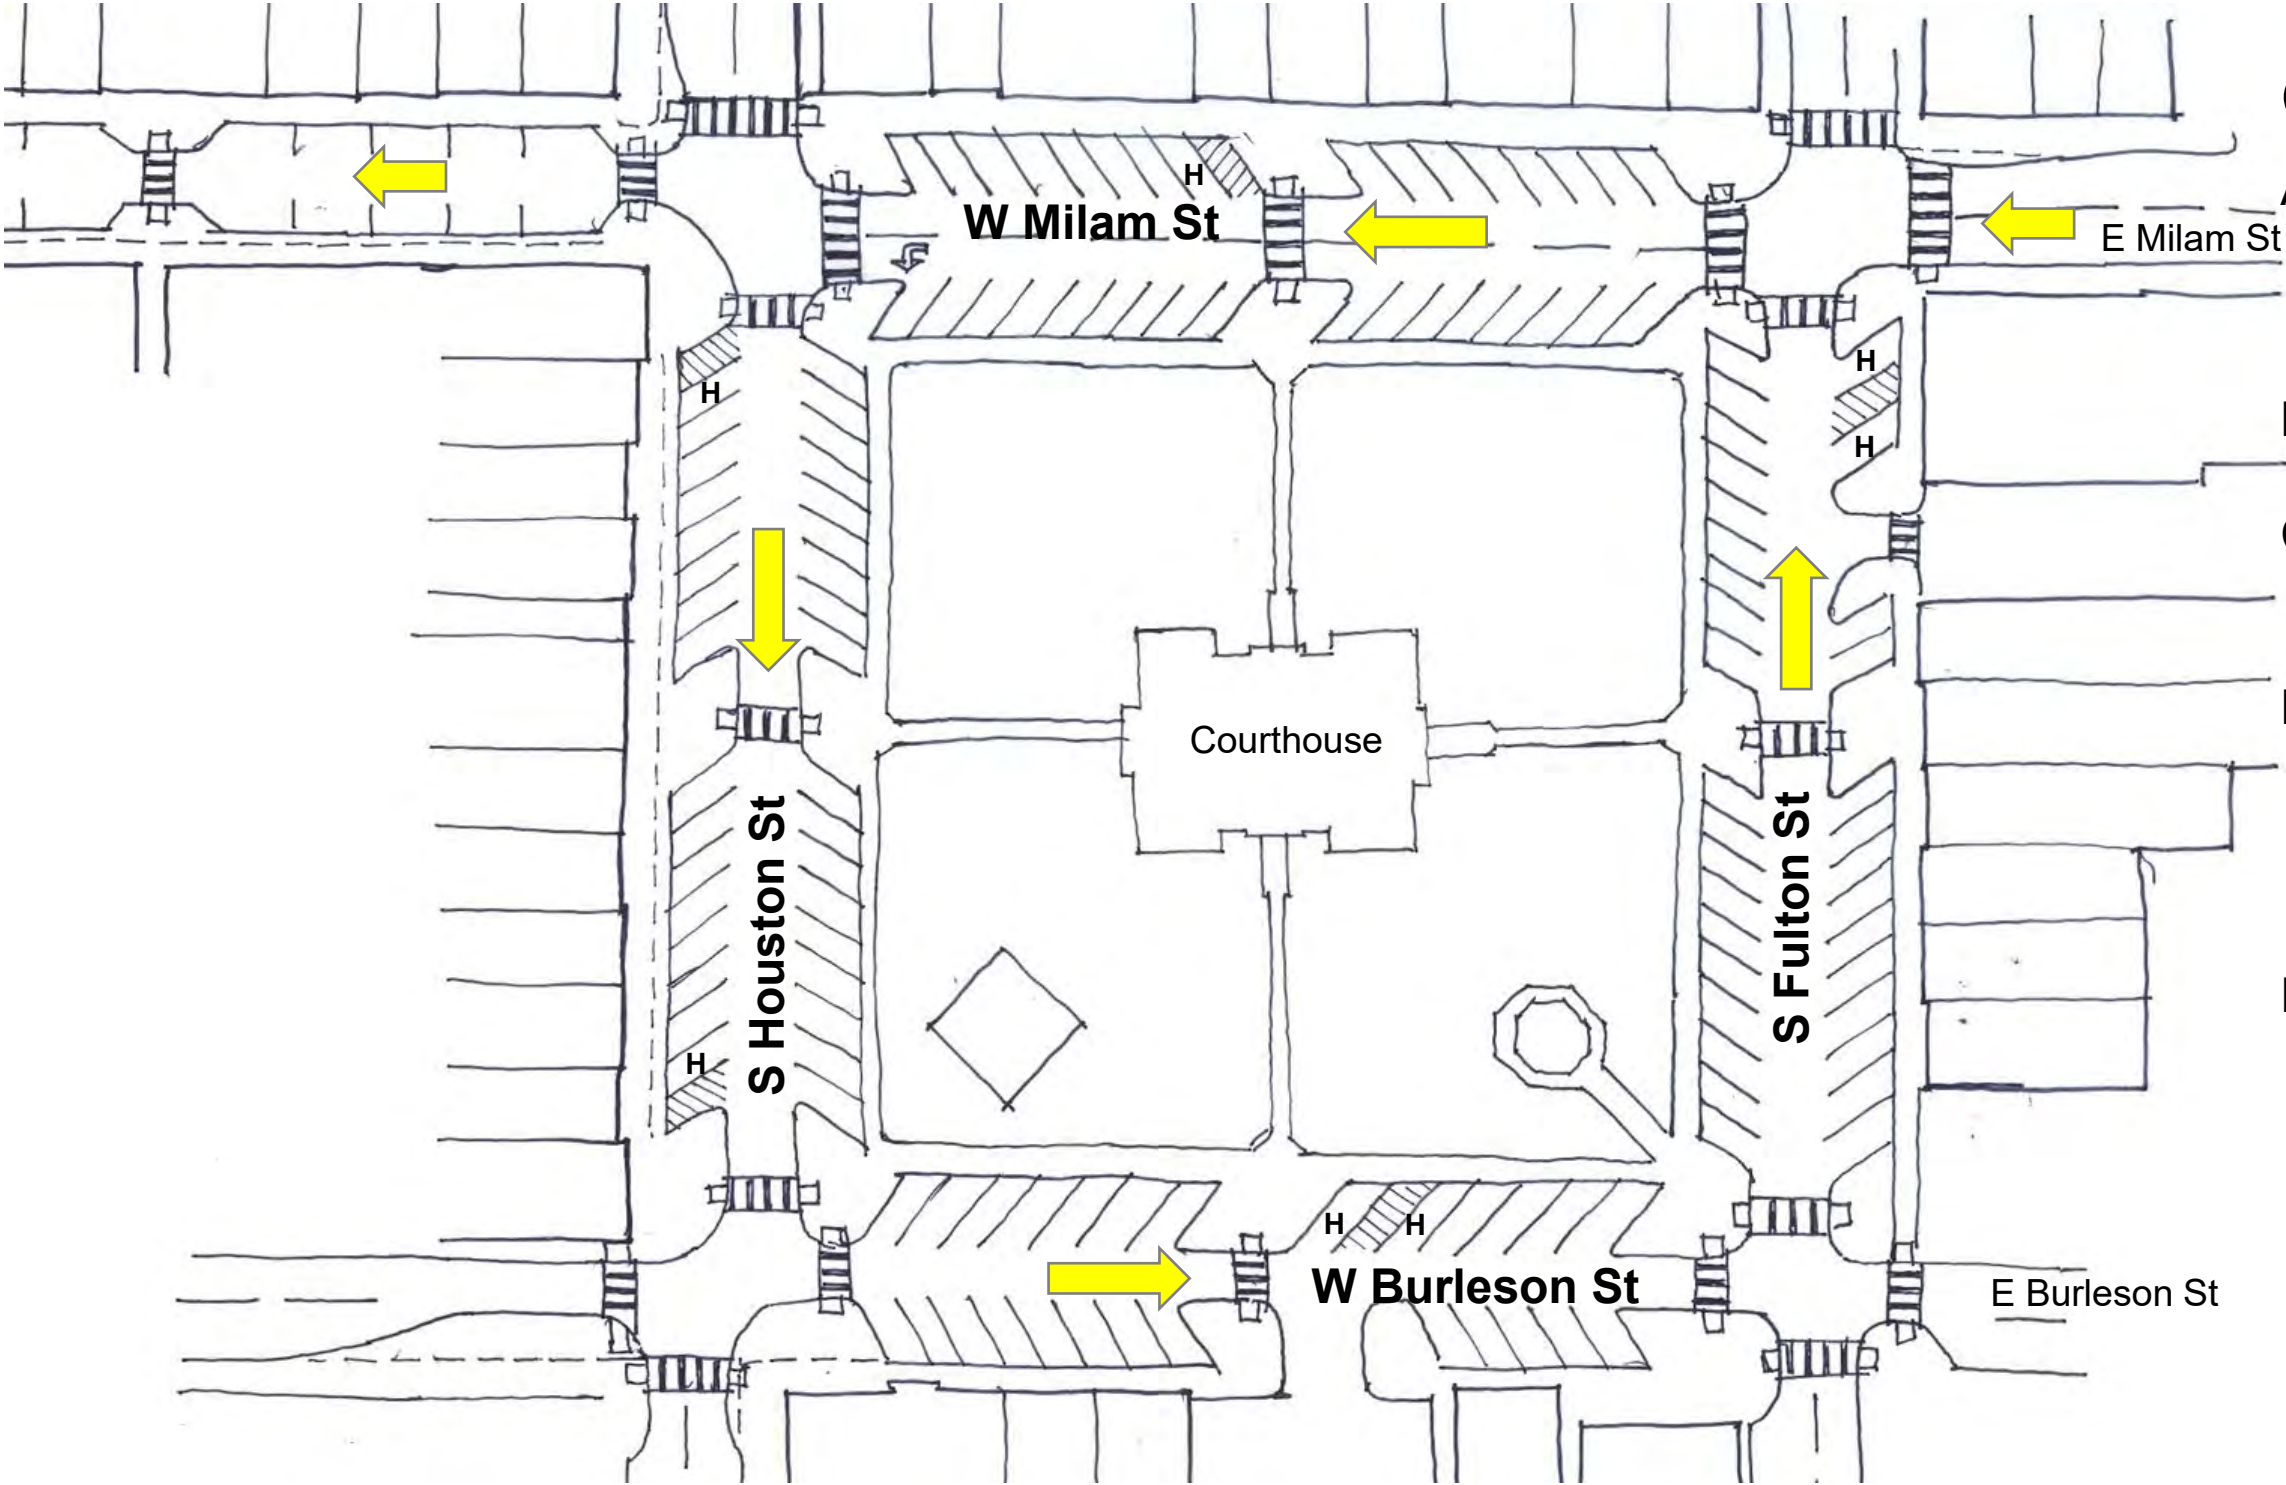 H
W Milam St
E Milam St
H
H
H
Courthouse
S Houston St
S Fulton St
H
H
H
W Burleson St
E Burleson St